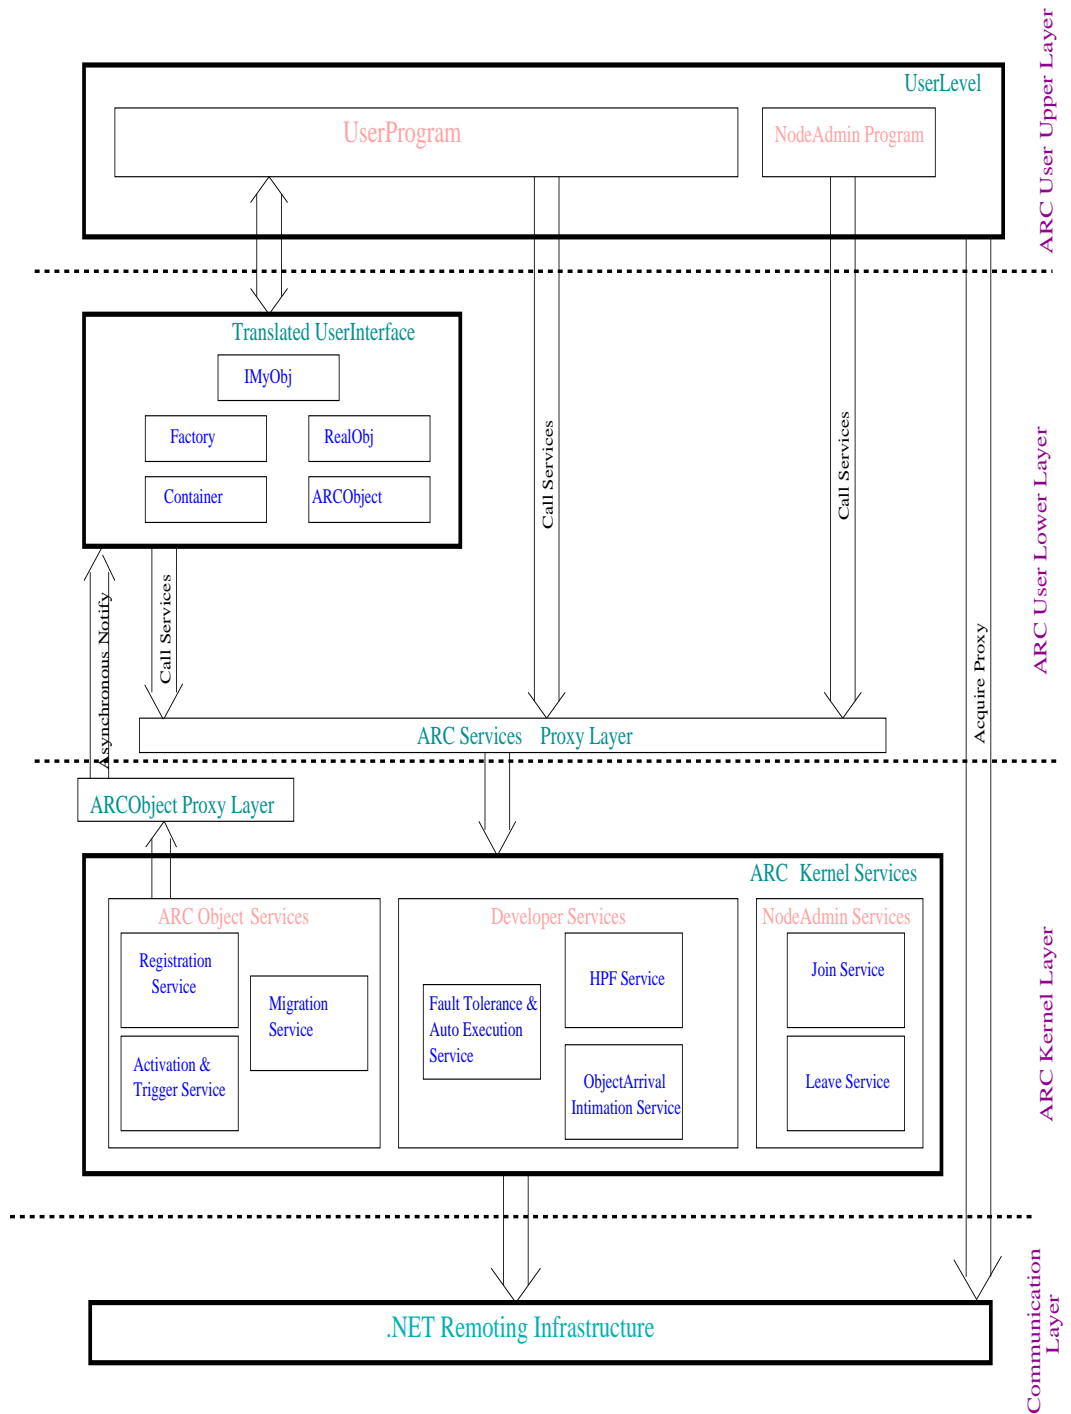 UserLevel
UserProgram
NodeAdmin Program
ARC User Upper Layer
Translated UserInterface
IMyObj
Factory
RealObj
Container
ARCObject
Call Services
Call Services
ARC User Lower Layer
Asynchronous Notify
Call Services
Acquire Proxy
ARC Services Proxy Layer
ARCObject Proxy Layer
ARC Kernel Services
ARC Object Services
Developer Services
NodeAdmin Services
Registration
Service
Migration
Service
Activation &
Trigger Service
HPF Service
Fault Tolerance &
Auto Execution
Service
ObjectArrival
Intimation Service
Join Service
Leave Service
ARC Kernel Layer
.NET Remoting Infrastructure
Communication
Layer